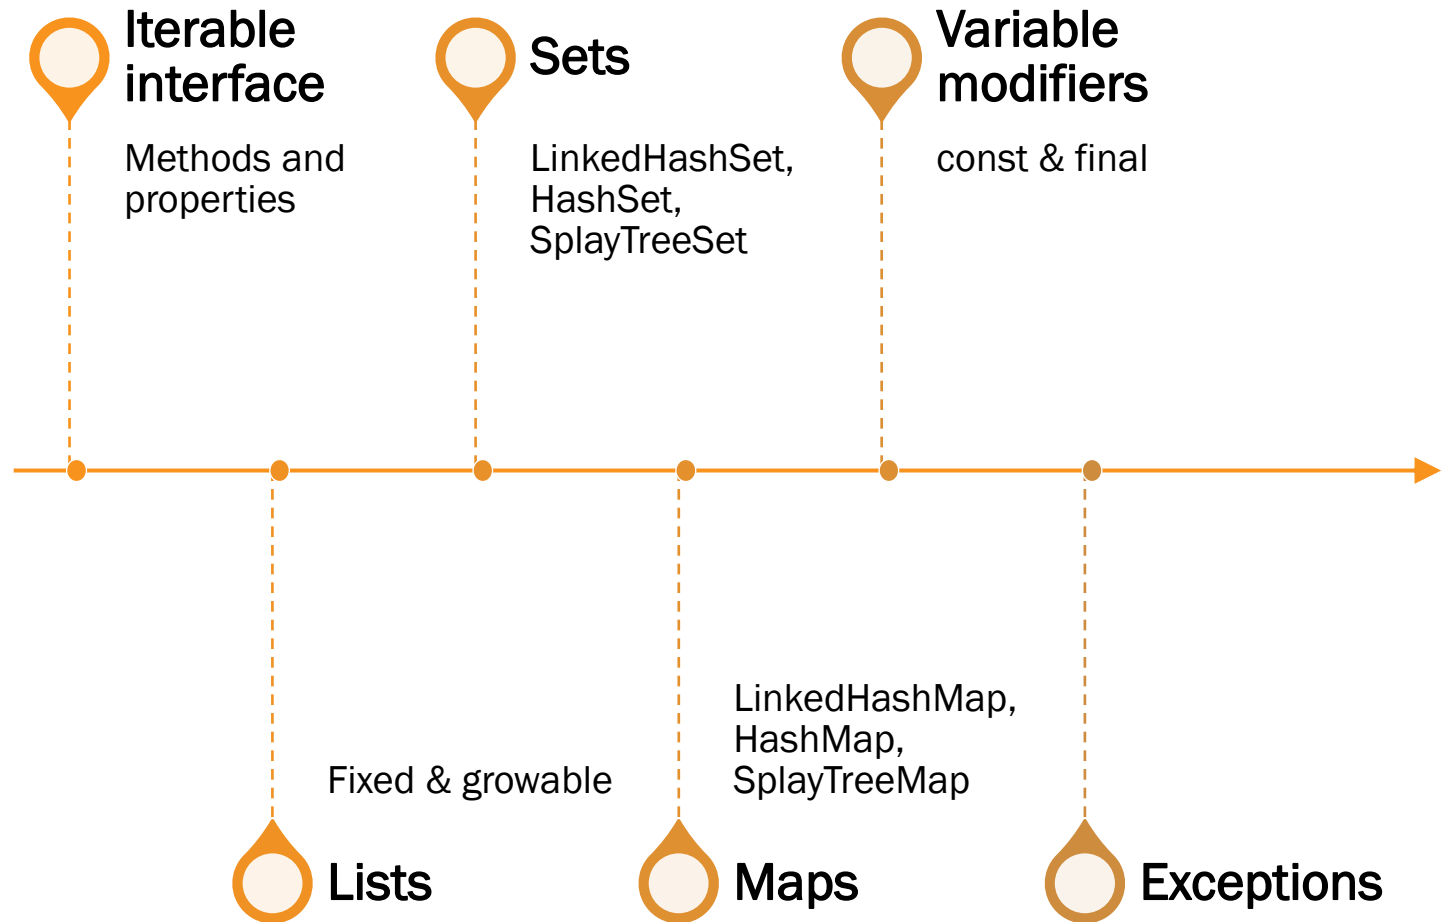 Iterable
interface
Methods and
properties
Sets
LinkedHashSet,
HashSet,
SplayTreeSet
Variable
modifiers
const & final
Fixed & growable
Lists
LinkedHashMap,
HashMap,
SplayTreeMap
Maps
Exceptions